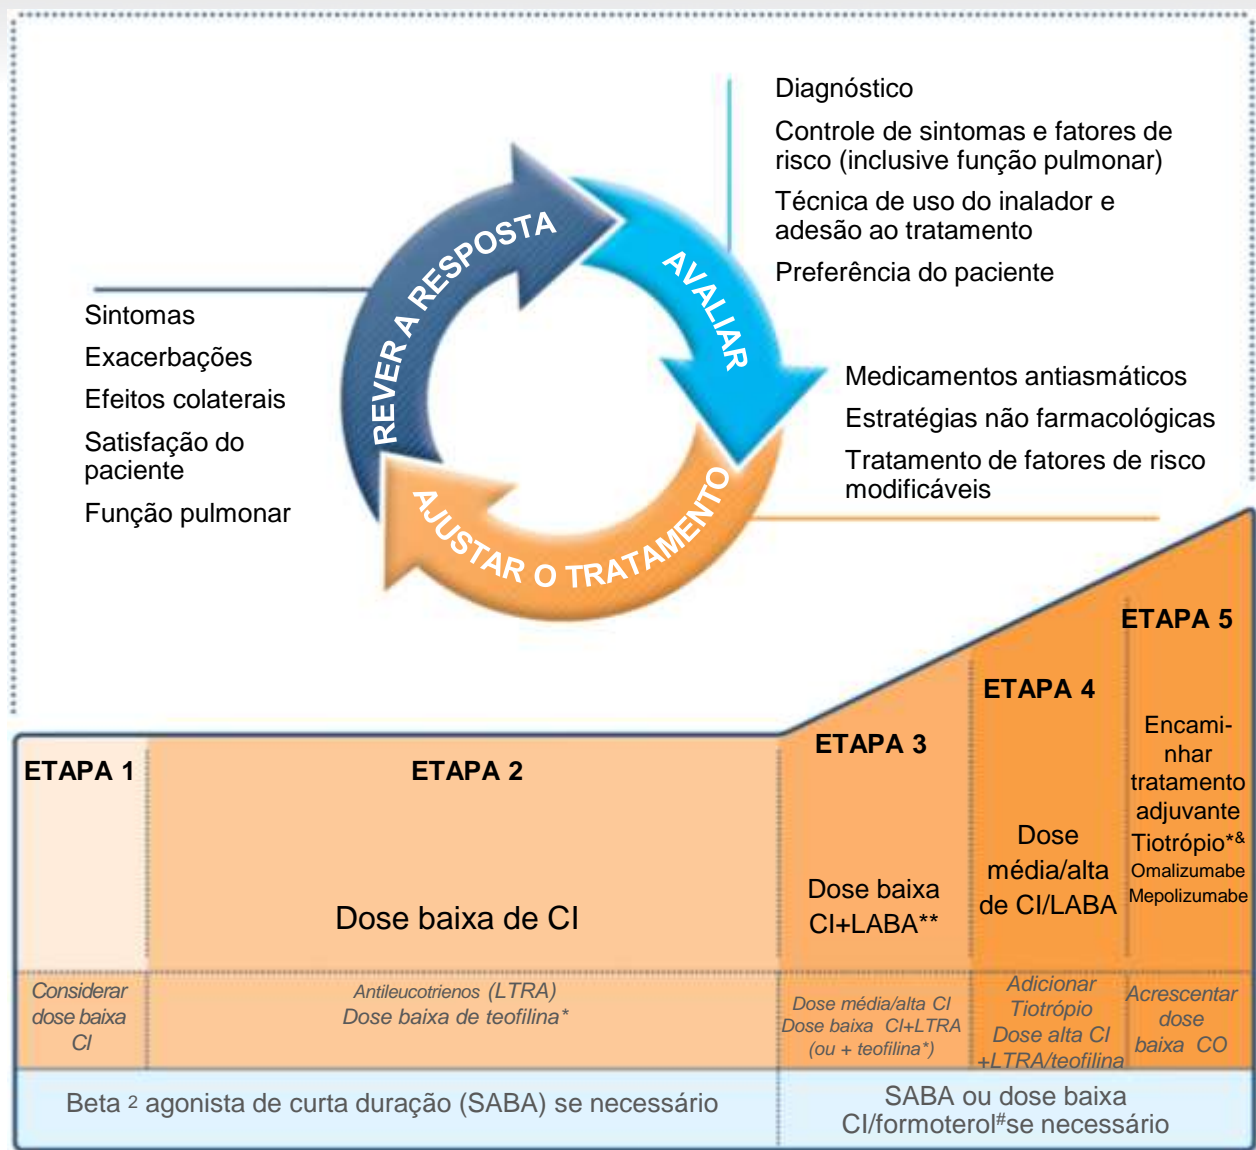 Diagnóstico
Controle de sintomas e fatores de
risco (inclusive função pulmonar)
Técnica de uso do inalador e
adesão ao tratamento
Preferência do paciente
REVER A RESPOSTA
AVALIAR
AJUSTAR O TRATAMENTO
Sintomas
Exacerbações
Efeitos colaterais
Satisfação do
paciente
Função pulmonar
Medicamentos antiasmáticos
Estratégias não farmacológicas
Tratamento de fatores de risco
modificáveis
ETAPA 1
ETAPA 2
Dose baixa de CI
ETAPA 3
Dose baixa
CI+LABA**
ETAPA 4
Dose
média/alta
de CI/LABA
ETAPA 5
Encami-
nhar
tratamento
adjuvante
Tiotrópio*&
Omalizumabe
Mepolizumabe
Considerar
dose baixa
CI
Antileucotrienos (LTRA)
Dose baixa de teofilina*
Dose média/alta CI
Dose baixa CI+LTRA
(ou + teofilina*)
Adicionar
Tiotrópio
Dose alta CI
+LTRA/teofilina
Acrescentar
dose
baixa CO
Beta 2 agonista de curta duração (SABA) se necessário
SABA ou dose baixa
CI/formoterol#se necessário